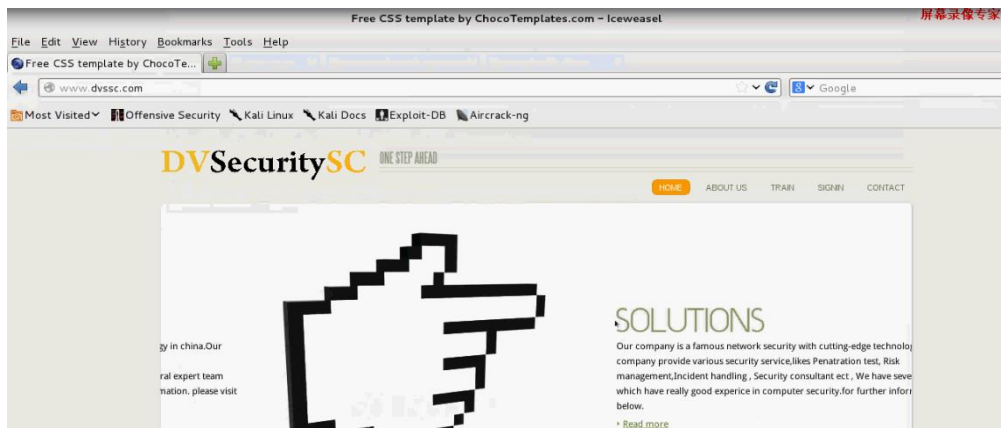 Free CSS template by ChocoTemplates.com - Iceweasel
屏幕录像专家
File Edit View History Bookmarks Tools Help
Free CSS template by ChocoTe...
www.dvssc.com
Google
Most Visited Offensive Security Kali Linux Kali Docs Exploit-DB Aircrack-ng
DVSecuritySC ONE STEP AHEAD
HOME ABOUT US TRAIN SIGNIN CONTACT
SOLUTIONS
gy in china.Our
ral expert team
mation. please visit
Our company is a famous network security with cutting-edge technolog
company provide various security service,likes Penatration test, Risk
management,Incident handling , Security consultant ect , We have seve
which have really good experice in computer security.for further inforr
below.
Read more